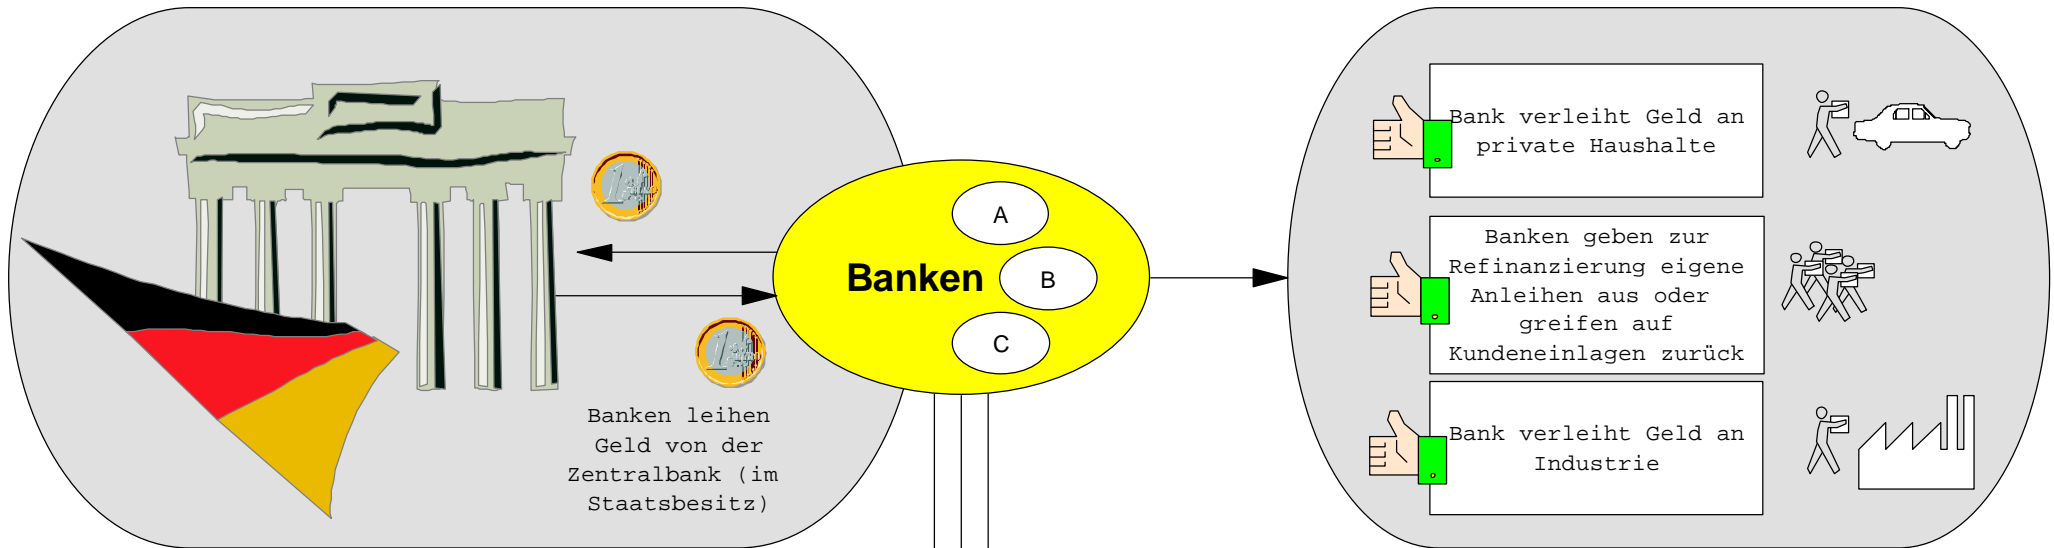 Banken leihen
Geld von der
Zentralbank (im
Staatsbesitz)
Banken
A
B
C
Bank verleiht Geld an
private Haushalte
Banken geben zur
Refinanzierung eigene
Anleihen aus oder
greifen auf
Kundeneinlagen zurück
Bank verleiht Geld an
Industrie